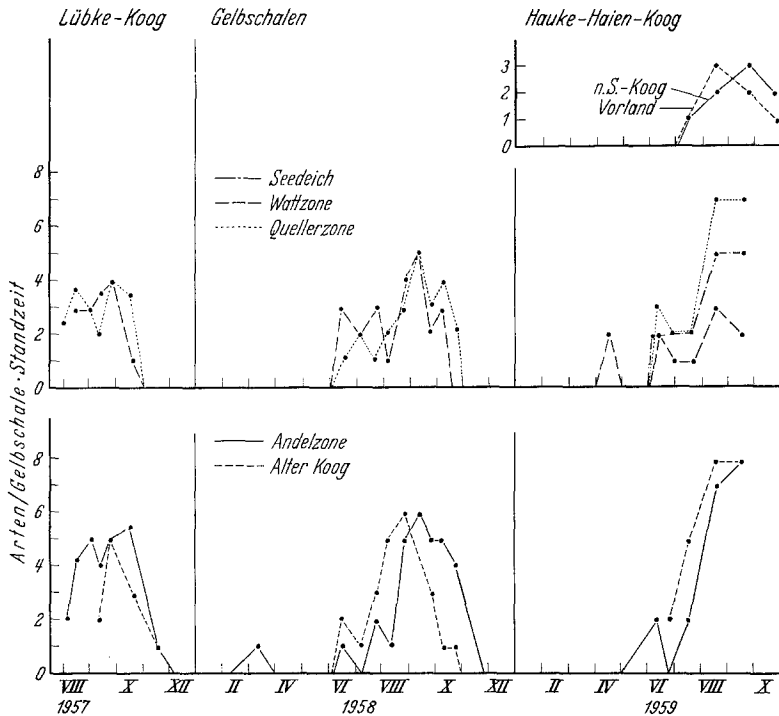 Lübke-Koog Gelbschalen Hauke-Haien-Koog
3
2
1
0
n.S.-Koog
Vorland
8
6
4
2
0
Seedeich
Wattzone
Quellerzone
Arten/Gelbschale·Standzeit
8
6
4
2
0
Andelzone
Alter Koog
VIII X XII II IV VI VIII X XII II IV VI VIII X
1957 1958 1959